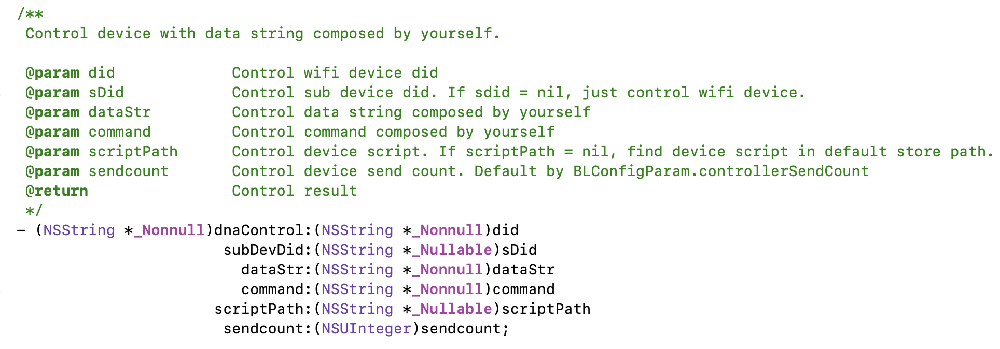 /**
Control device with data string composed by yourself.
@param did Control wifi device did
@param sDid Control sub device did. If sdid = nil, just control wifi device.
@param dataStr Control data string composed by yourself
@param command Control command composed by yourself
@param scriptPath Control device script. If scriptPath = nil, find device script in default store path.
@param sendcount Control device send count. Default by BLConfigParam.controllerSendCount
@return Control result
*/
- (NSString *_Nonnull)dnaControl:(NSString *_Nonnull)did
subDevDid:(NSString *_Nullable)sDid
dataStr:(NSString *_Nonnull)dataStr
command:(NSString *_Nonnull)command
scriptPath:(NSString *_Nullable)scriptPath
sendcount:(NSUInteger)sendcount;